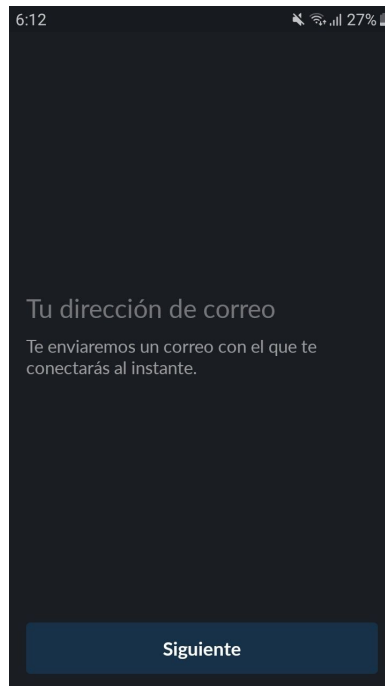 6:12 27%
Tu dirección de correo
Te enviaremos un correo con el que te
conectarás al instante.
Siguiente